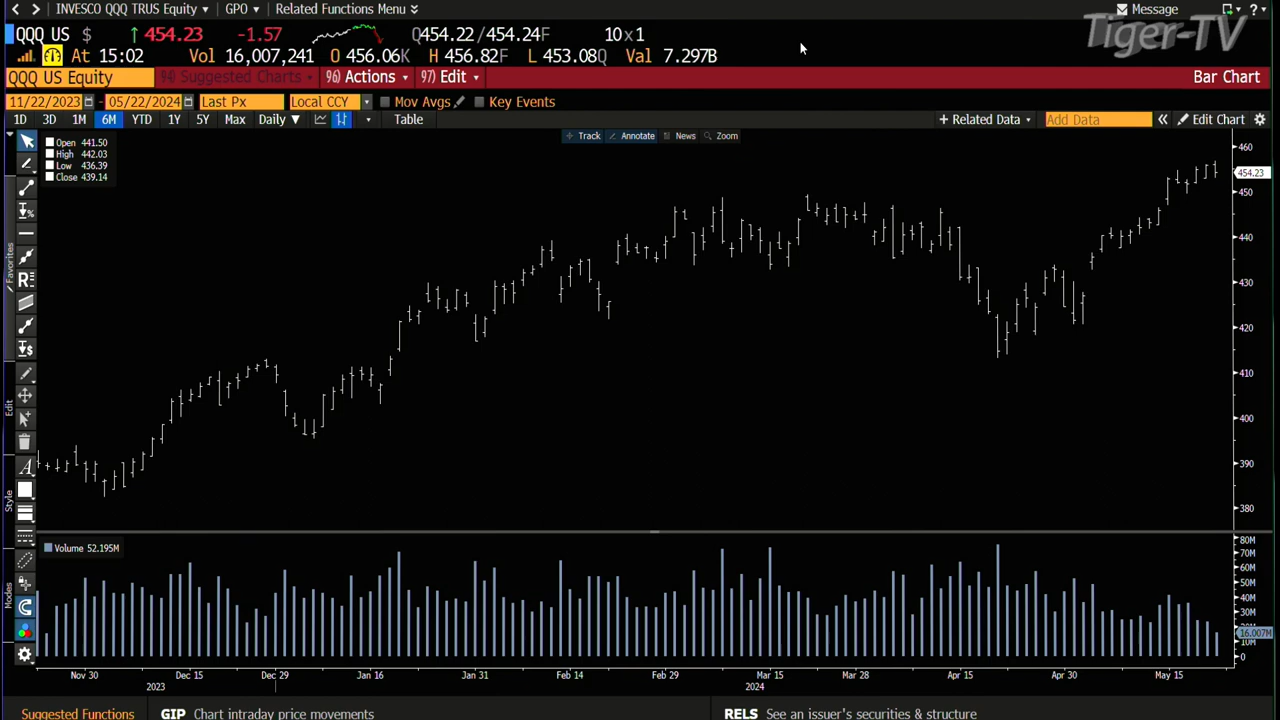 INVESCO QQQ TRUS Equity GPO Related Functions Menu Message ?
Tiger-TV
QQQ US $ 454.23 -1.57 Q454.22/454.24F 10x1
At 15:02 Vol 16,007,241 O 456.06K H 456.82F L 453.08Q Val 7.297B
QQQ US Equity 94) Suggested Charts 96) Actions 97) Edit Bar Chart
11/22/2023 - 05/22/2024 Last Px Local CCY Mov Avgs Key Events
1D 3D 1M 6M YTD 1Y 5Y Max Daily Table + Related Data Add Data Edit Chart
Track Annotate News Zoom
Open 441.50
High 442.03
Low 436.39
Close 439.14
460
454.23
450
440
430
420
410
400
390
380
Favorites
Edit
Style
Modes
Volume 52.195M
80M
70M
60M
50M
40M
30M
16.007M
10M
0
Nov 30 Dec 15 Dec 29 Jan 16 Jan 31 Feb 14 Feb 29 Mar 15 Mar 28 Apr 15 Apr 30 May 15
2023 2024
Suggested Functions GIP Chart intraday price movements RELS See an issuer's securities & structure